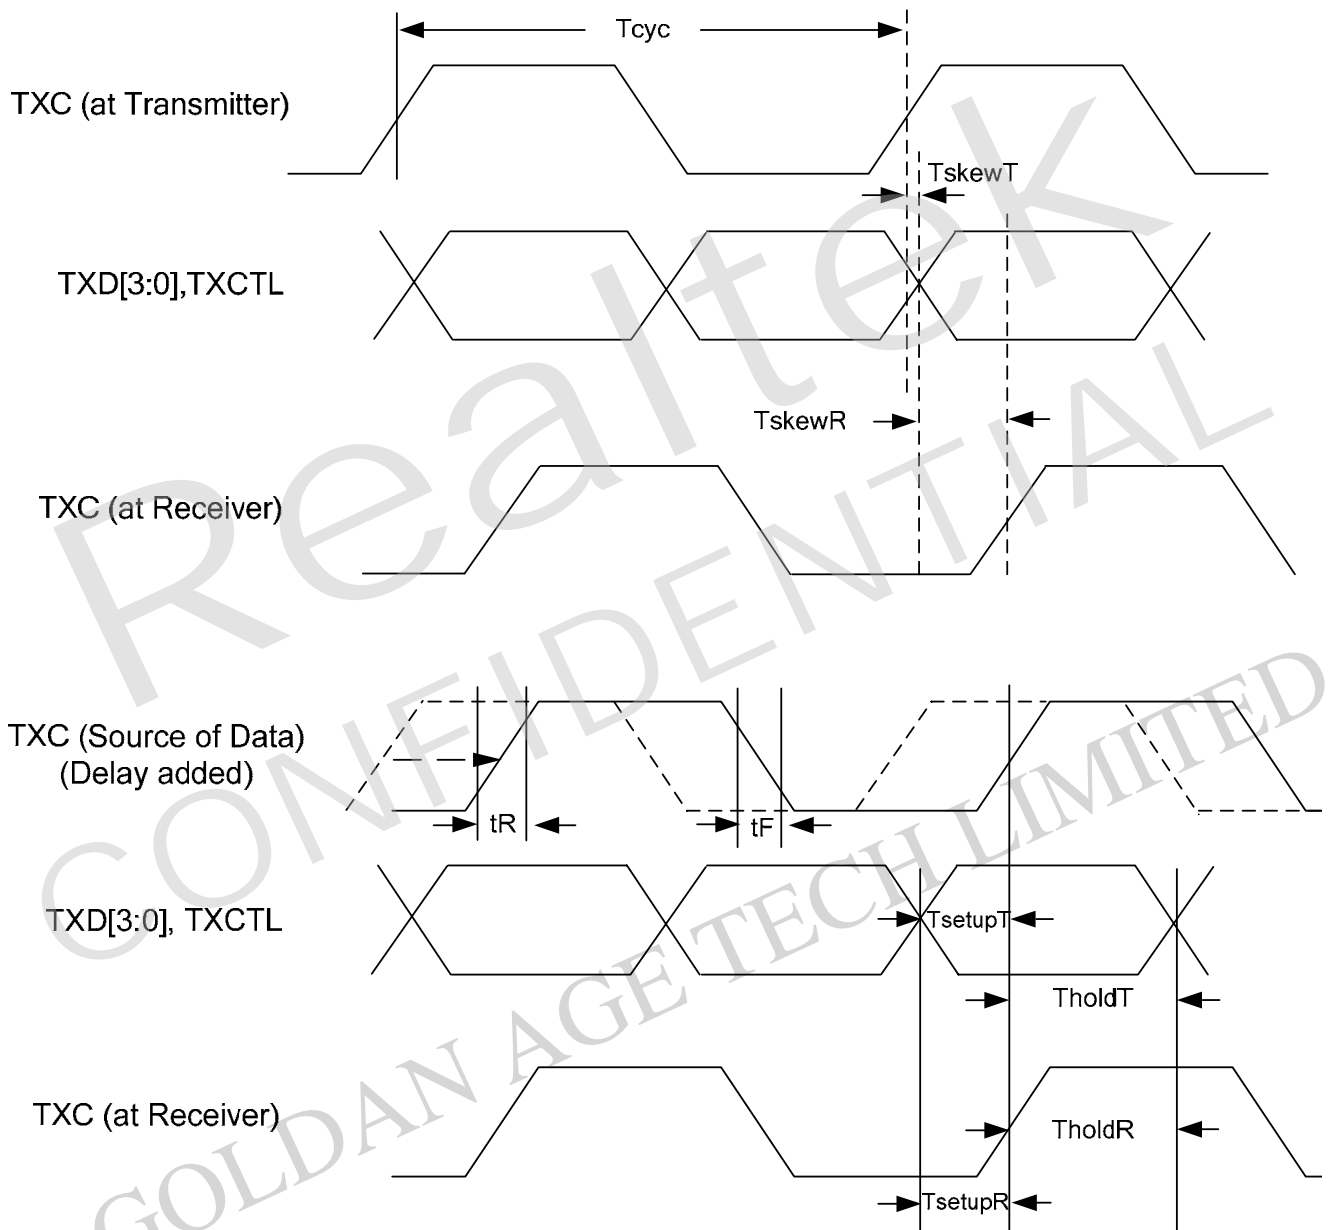 Tcyc
TXC (at Transmitter)
TskewT
TXD[3:0],TXCTL
TskewR
TXC (at Receiver)
TXC (Source of Data)
(Delay added)
tR
tF
TXD[3:0], TXCTL
TsetupT
TholdT
TXC (at Receiver)
TholdR
TsetupR
Realtek
CONFIDENTIAL
GOLDAN AGE TECH LIMITED